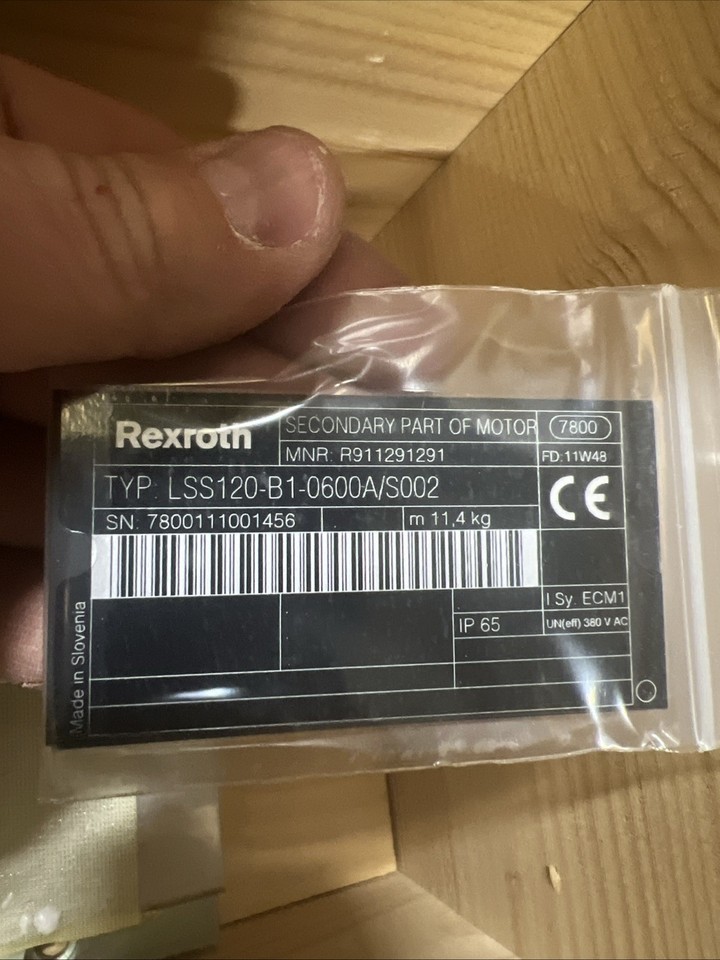 Rexroth
SECONDARY PART OF MOTOR
7800
MNR: R911291291
FD:11W48
TYP: LSS120-B1-0600A/S002
CE
SN: 7800111001456
m 11,4 kg
I Sy. ECM1
IP 65
UN(eff) 380 V AC
Made in Slovenia